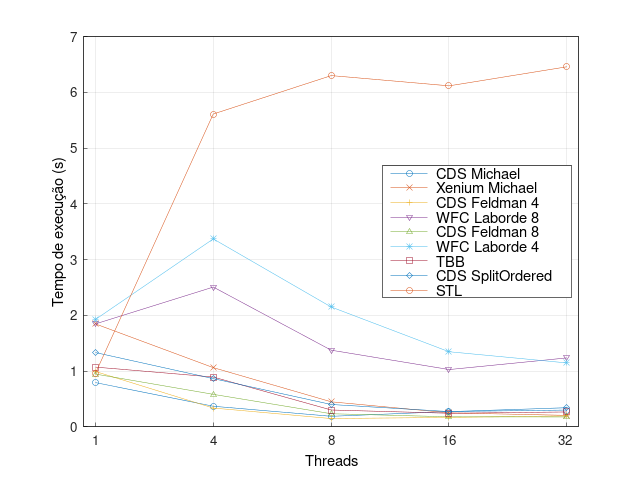 7
6
5
4
3
2
1
0
Tempo de execução (s)
CDS Michael
Xenium Michael
CDS Feldman 4
WFC Laborde 8
CDS Feldman 8
WFC Laborde 4
TBB
CDS SplitOrdered
STL
1 4 8 16 32
Threads